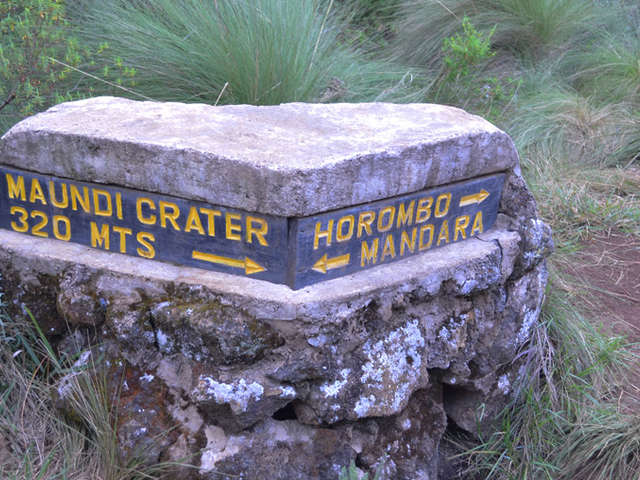 MAUNDI CRATER
320 MTS →
HOROMBO →
← MANDARA